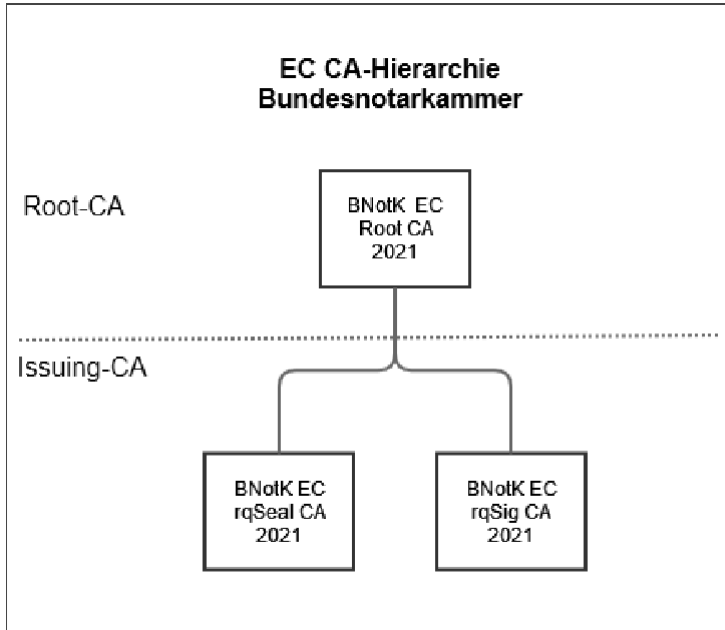 EC CA-Hierarchie
Bundesnotarkammer
Root-CA
BNotK EC
Root CA
2021
Issuing-CA
BNotK EC
rqSeal CA
2021
BNotK EC
rqSig CA
2021